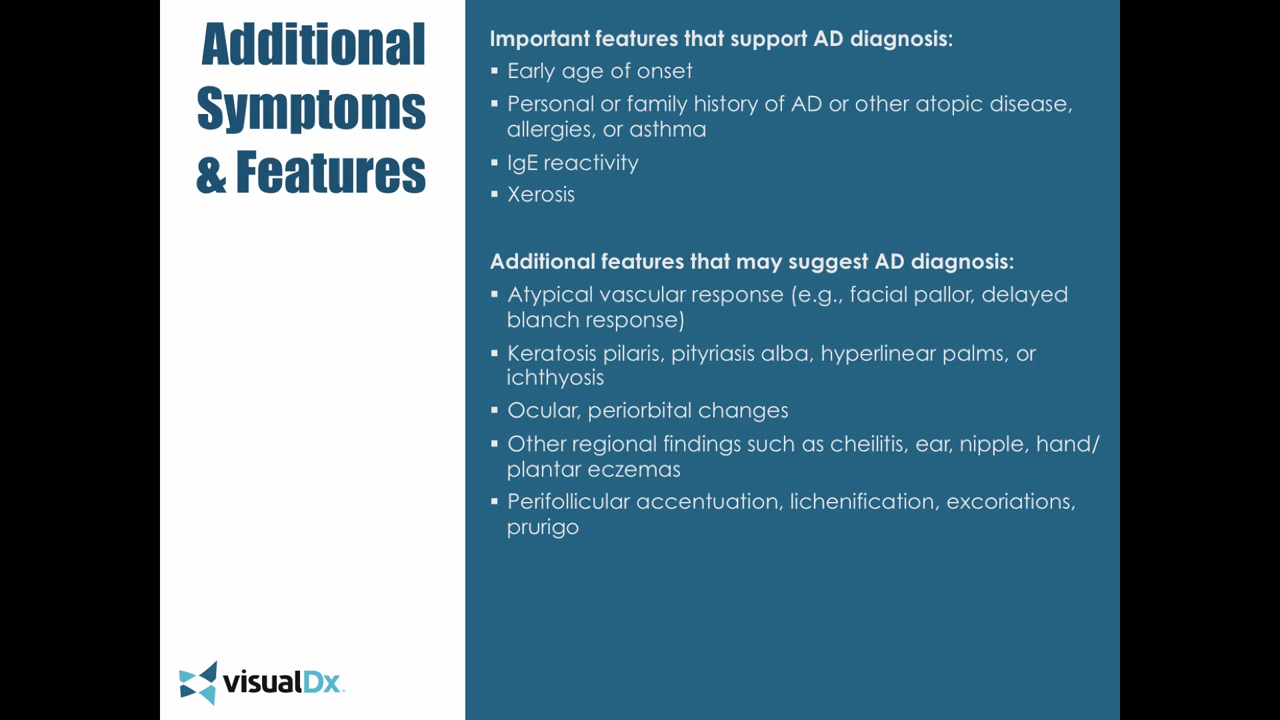 Additional
Symptoms
& Features
Important features that support AD diagnosis:
▪ Early age of onset
▪ Personal or family history of AD or other atopic disease,
allergies, or asthma
▪ IgE reactivity
▪ Xerosis
Additional features that may suggest AD diagnosis:
▪ Atypical vascular response (e.g., facial pallor, delayed
blanch response)
▪ Keratosis pilaris, pityriasis alba, hyperlinear palms, or
ichthyosis
▪ Ocular, periorbital changes
▪ Other regional findings such as cheilitis, ear, nipple, hand/
plantar eczemas
▪ Perifollicular accentuation, lichenification, excoriations,
prurigo
visualDx